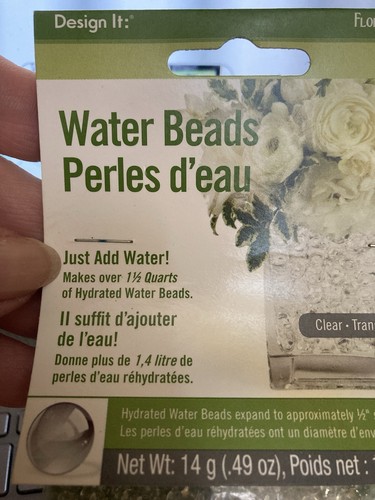 Design It:®
Water Beads
Perles d'eau
Just Add Water!
Makes over 1½ Quarts
of Hydrated Water Beads.
Il suffit d'ajouter
de l'eau!
Donne plus de 1,4 litre de
perles d'eau réhydratées.
Clear •
Hydrated Water Beads expand to approximately ½"
Les perles d'eau réhydratées ont un diamètre
Net Wt: 14 g (.49 oz), Poids net :